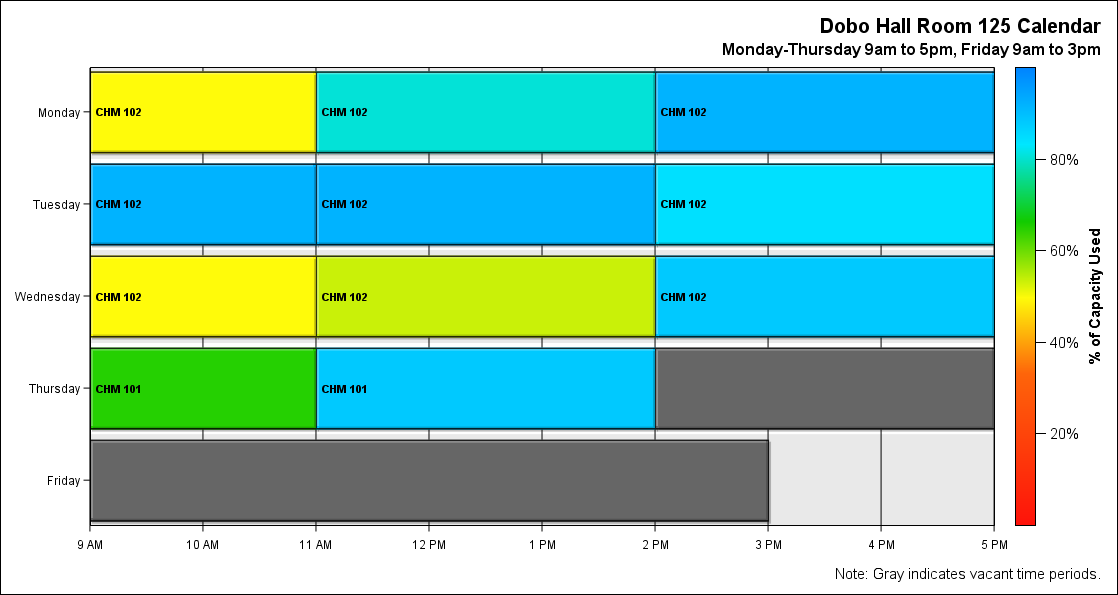 Dobo Hall Room 125 Calendar
Monday-Thursday 9am to 5pm, Friday 9am to 3pm
Monday CHM 102 CHM 102 CHM 102
Tuesday CHM 102 CHM 102 CHM 102
Wednesday CHM 102 CHM 102 CHM 102
Thursday CHM 101 CHM 101
Friday
9 AM 10 AM 11 AM 12 PM 1 PM 2 PM 3 PM 4 PM 5 PM
80%
60%
40%
20%
% of Capacity Used
Note: Gray indicates vacant time periods.